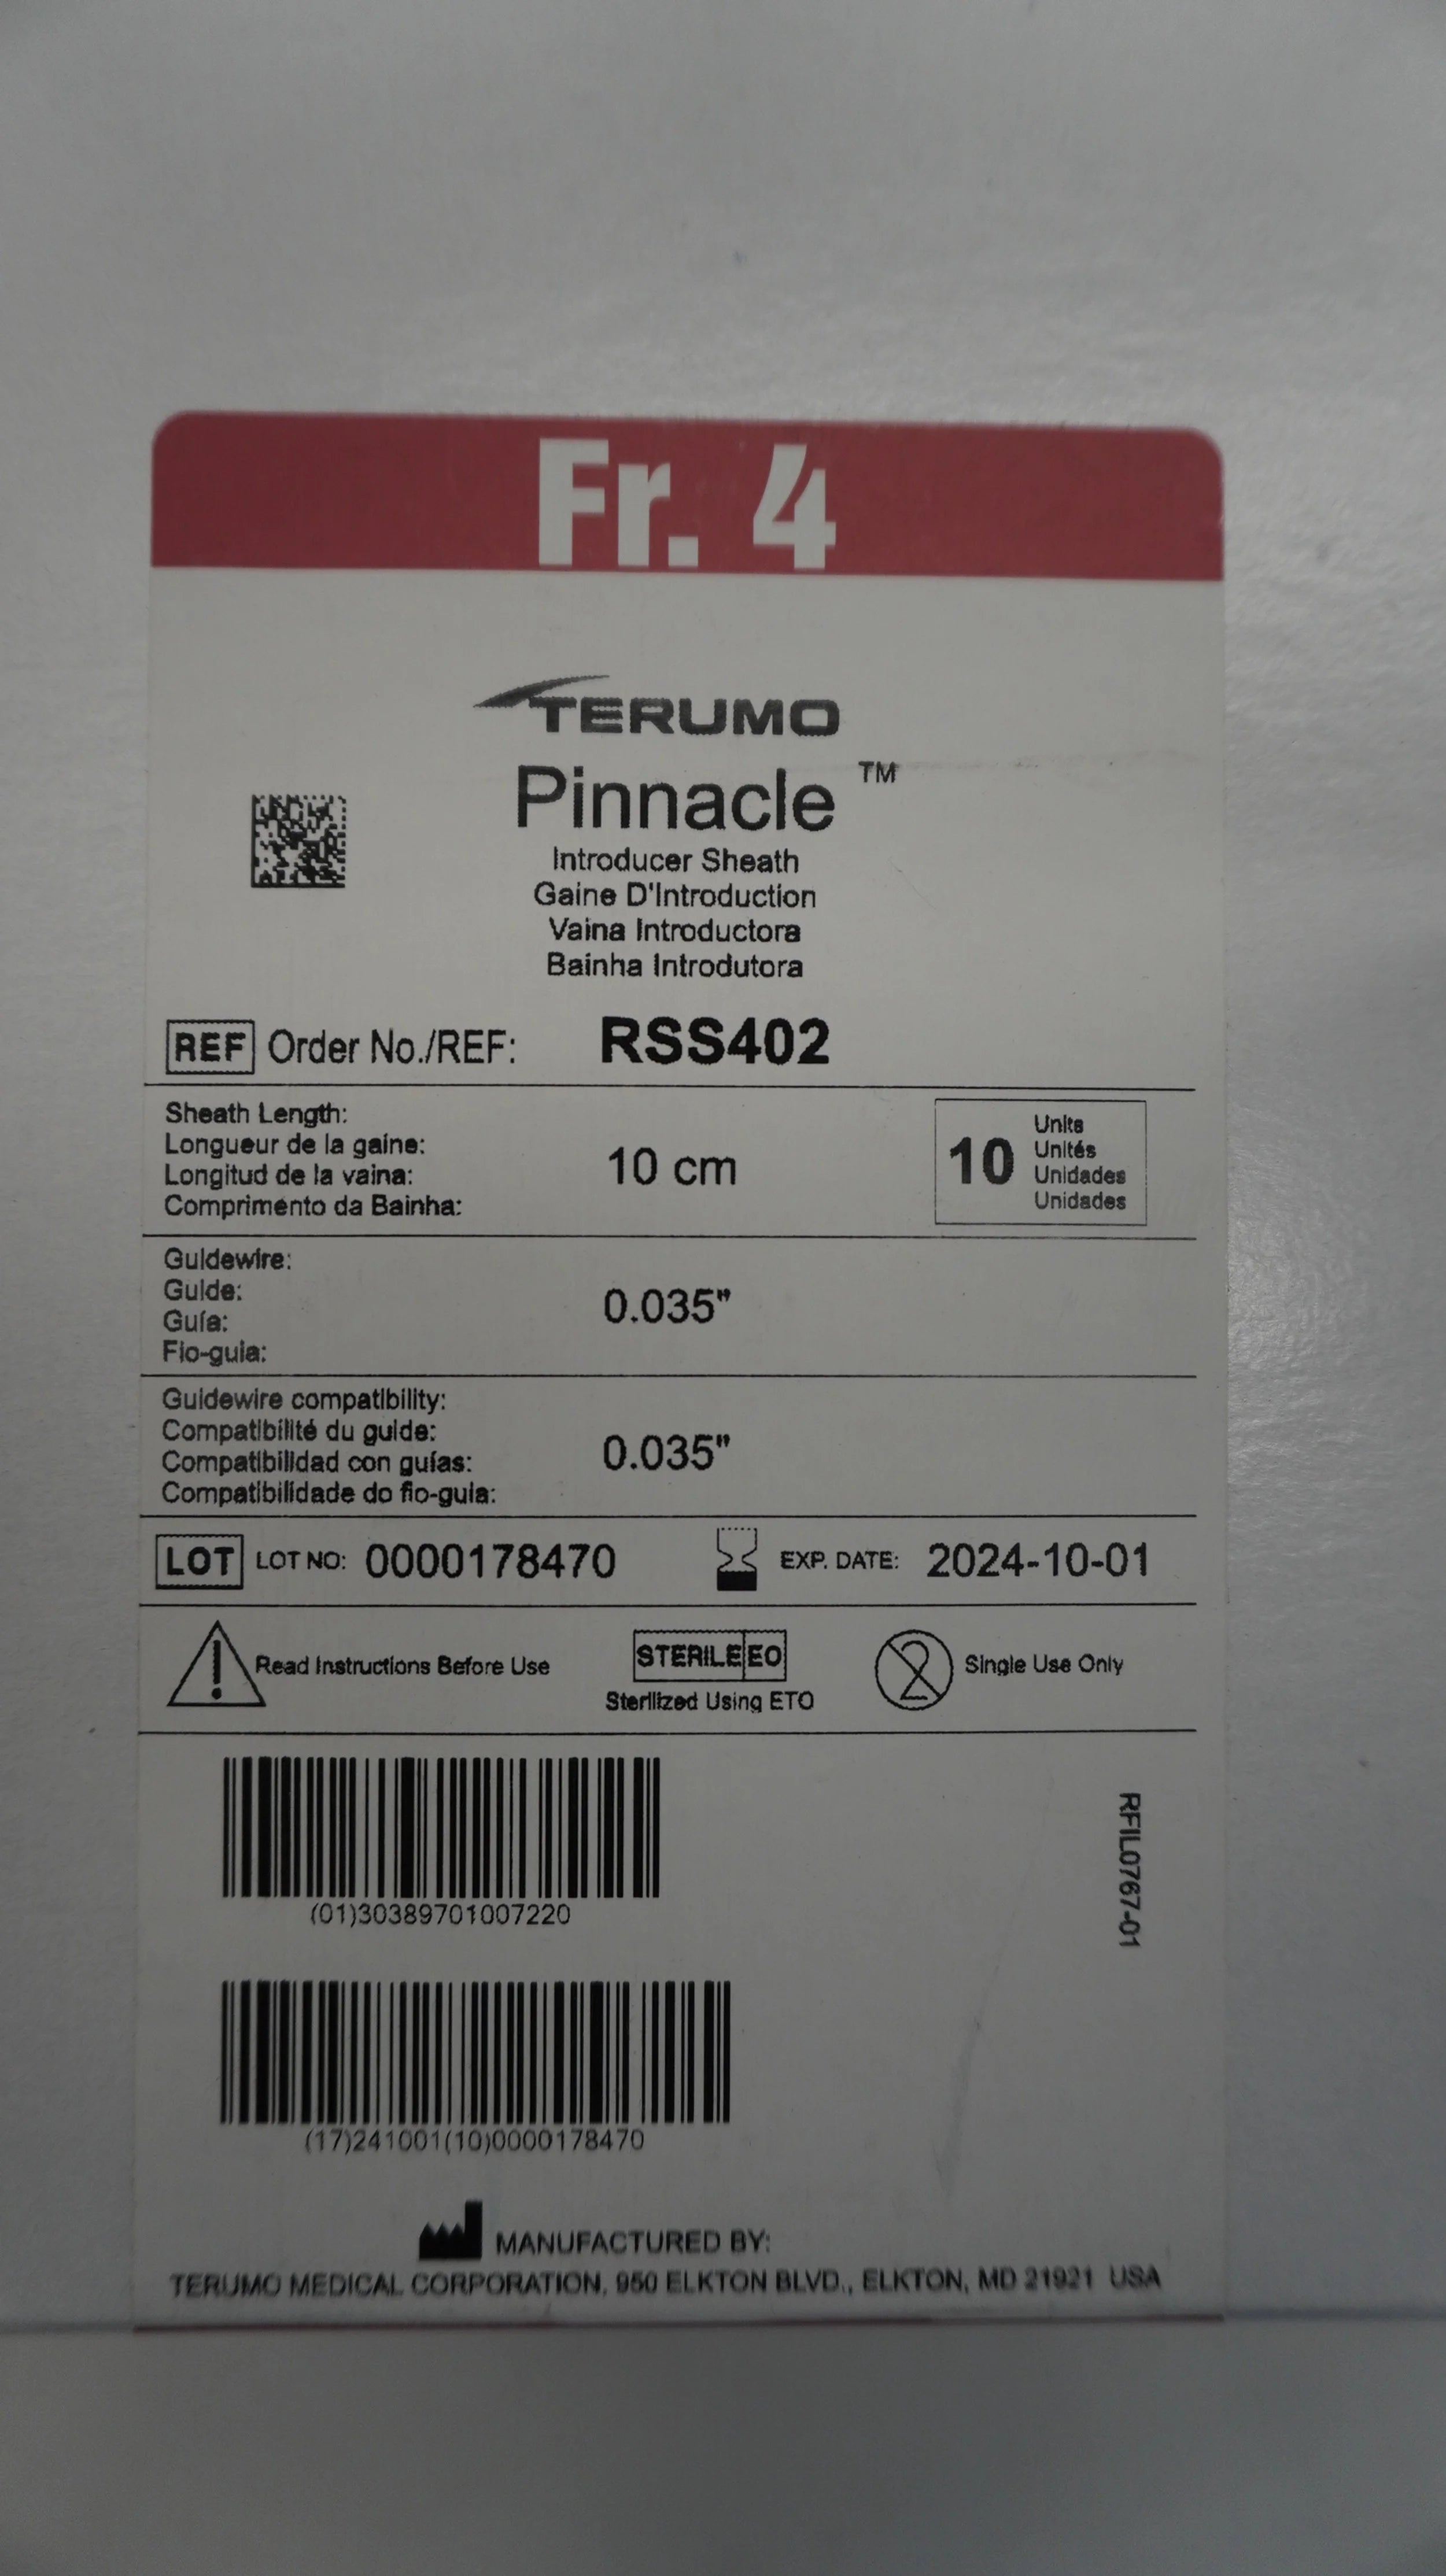 Fr. 4
TERUMO
Pinnacle ™
Introducer Sheath
Gaine D'Introduction
Vaina Introductora
Bainha Introdutora
REF Order No./REF: RSS402
Sheath Length:
Longueur de la gaine:
Longitud de la vaina:
Comprimento da Bainha:
10 cm
10
Units
Unités
Unidades
Unidades
Guidewire:
Guide:
Guía:
Fio-guia:
0.035"
Guidewire compatibility:
Compatibilité du guide:
Compatibilidad con guías:
Compatibilidade do fio-guia:
0.035"
LOT LOT NO: 0000178470 EXP. DATE: 2024-10-01
Read Instructions Before Use
STERILE EO
Sterilized Using ETO
2 Single Use Only
(01)30389701007220
RFIL0767-01
(17)241001(10)0000178470
MANUFACTURED BY:
TERUMO MEDICAL CORPORATION, 950 ELKTON BLVD., ELKTON, MD 21921 USA